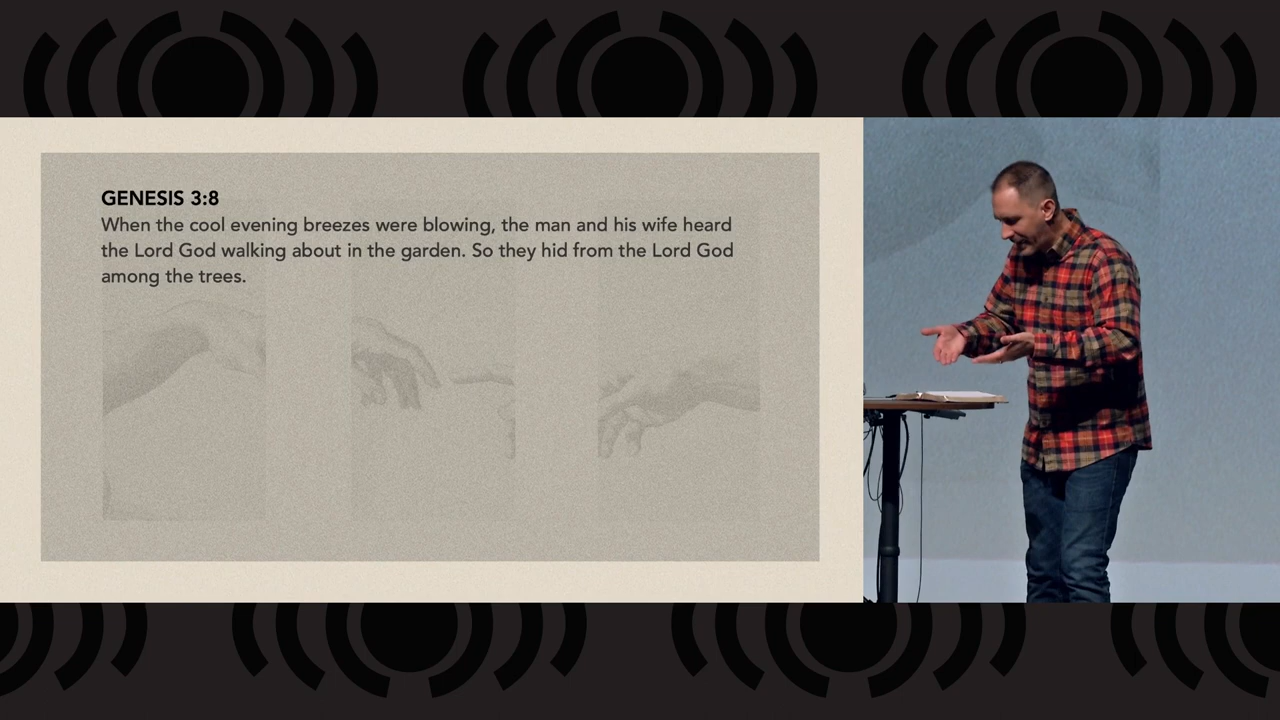 GENESIS 3:8
When the cool evening breezes were blowing, the man and his wife heard
the Lord God walking about in the garden. So they hid from the Lord God
among the trees.